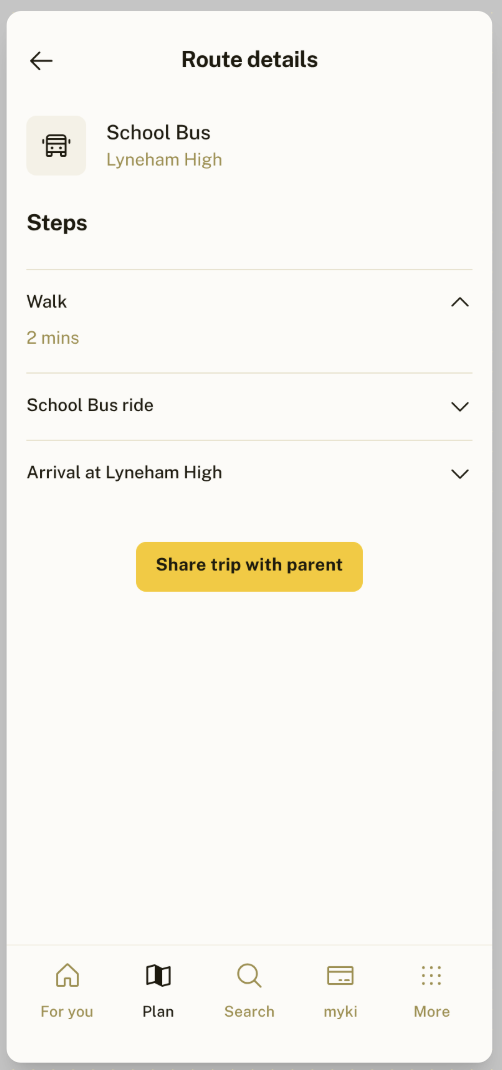 Route details
School Bus
Lyneham High
Steps
Walk
2 mins
School Bus ride
Arrival at Lyneham High
Share trip with parent
For you
Plan
Search
myki
More